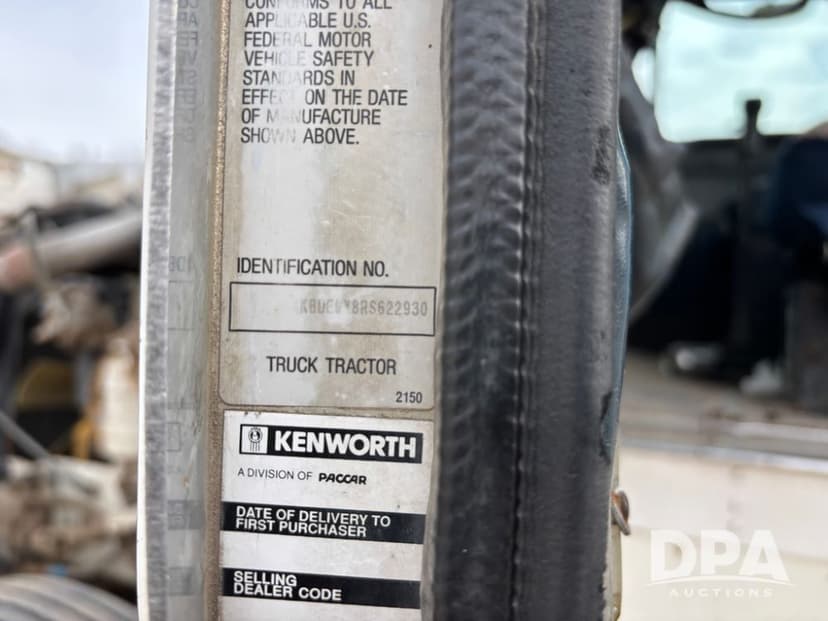 CONFORMS TO ALL
APPLICABLE U.S.
FEDERAL MOTOR
VEHICLE SAFETY
STANDARDS IN
EFFECT ON THE DATE
OF MANUFACTURE
SHOWN ABOVE.
IDENTIFICATION NO.
TRUCK TRACTOR
2150
KENWORTH
A DIVISION OF PACCAR
DATE OF DELIVERY TO
FIRST PURCHASER
SELLING
DEALER CODE
DPA
AUCTIONS